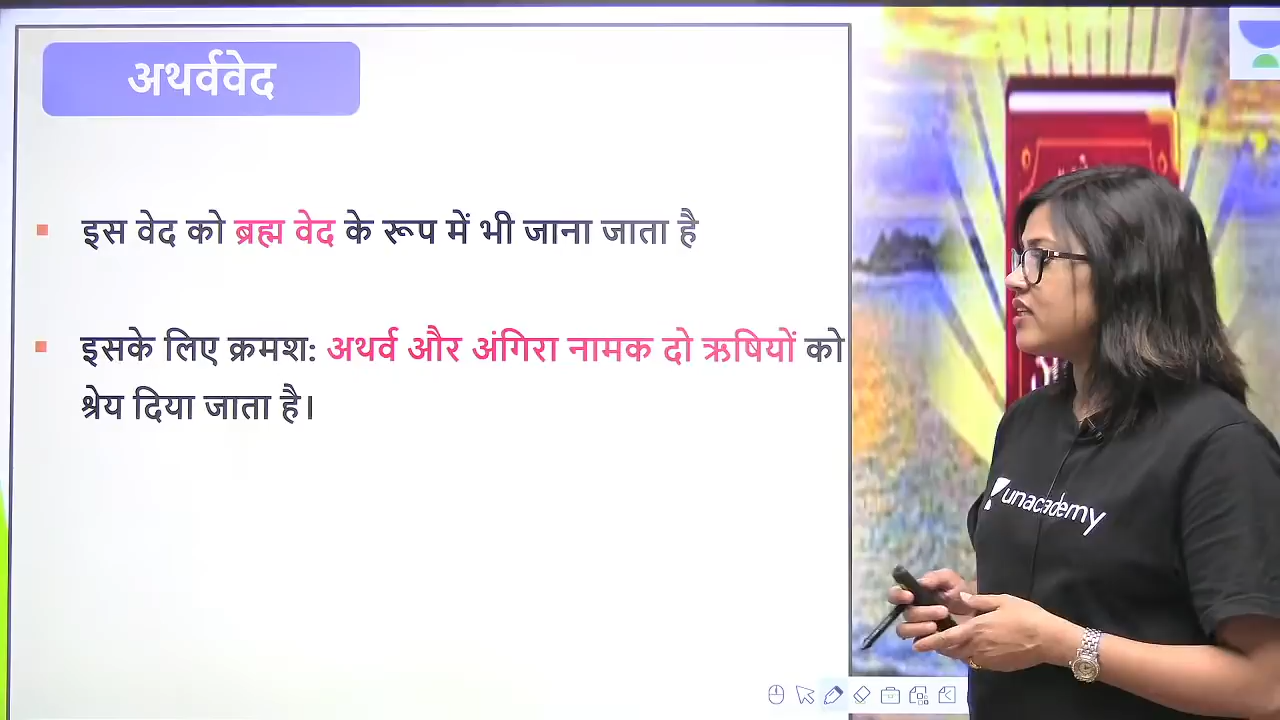 अथर्ववेद
इस वेद को ब्रह्म वेद के रूप में भी जाना जाता है
इसके लिए क्रमश: अथर्व और अंगिरा नामक दो ऋषियों को
श्रेय दिया जाता है।
unacademy